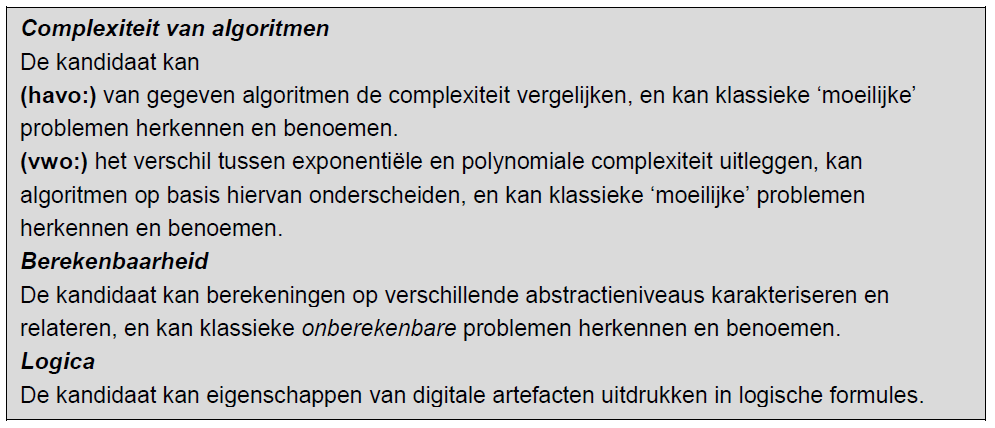 Complexiteit van algoritmen
De kandidaat kan
(havo:) van gegeven algoritmen de complexiteit vergelijken, en kan klassieke ‘moeilijke’
problemen herkennen en benoemen.
(vwo:) het verschil tussen exponentiële en polynomiale complexiteit uitleggen, kan
algoritmen op basis hiervan onderscheiden, en kan klassieke ‘moeilijke’ problemen
herkennen en benoemen.
Berekenbaarheid
De kandidaat kan berekeningen op verschillende abstractieniveaus karakteriseren en
relateren, en kan klassieke onberekenbare problemen herkennen en benoemen.
Logica
De kandidaat kan eigenschappen van digitale artefacten uitdrukken in logische formules.